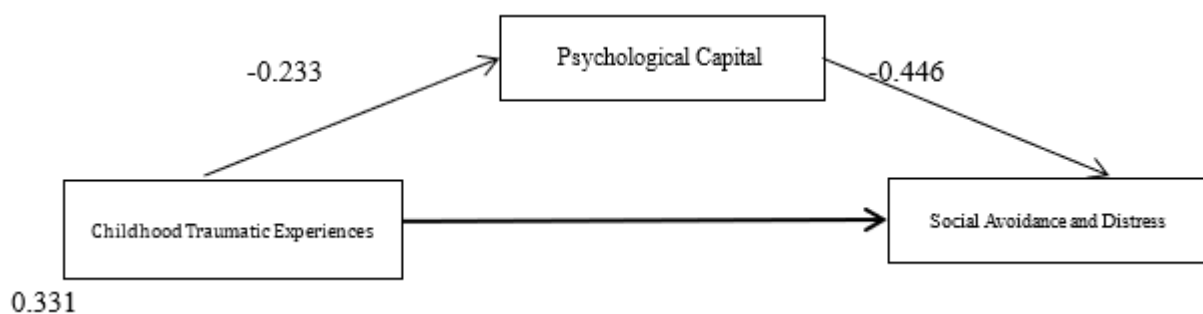 Psychological Capital
-0.233
-0.446
Childhood Traumatic Experiences
Social Avoidance and Distress
0.331